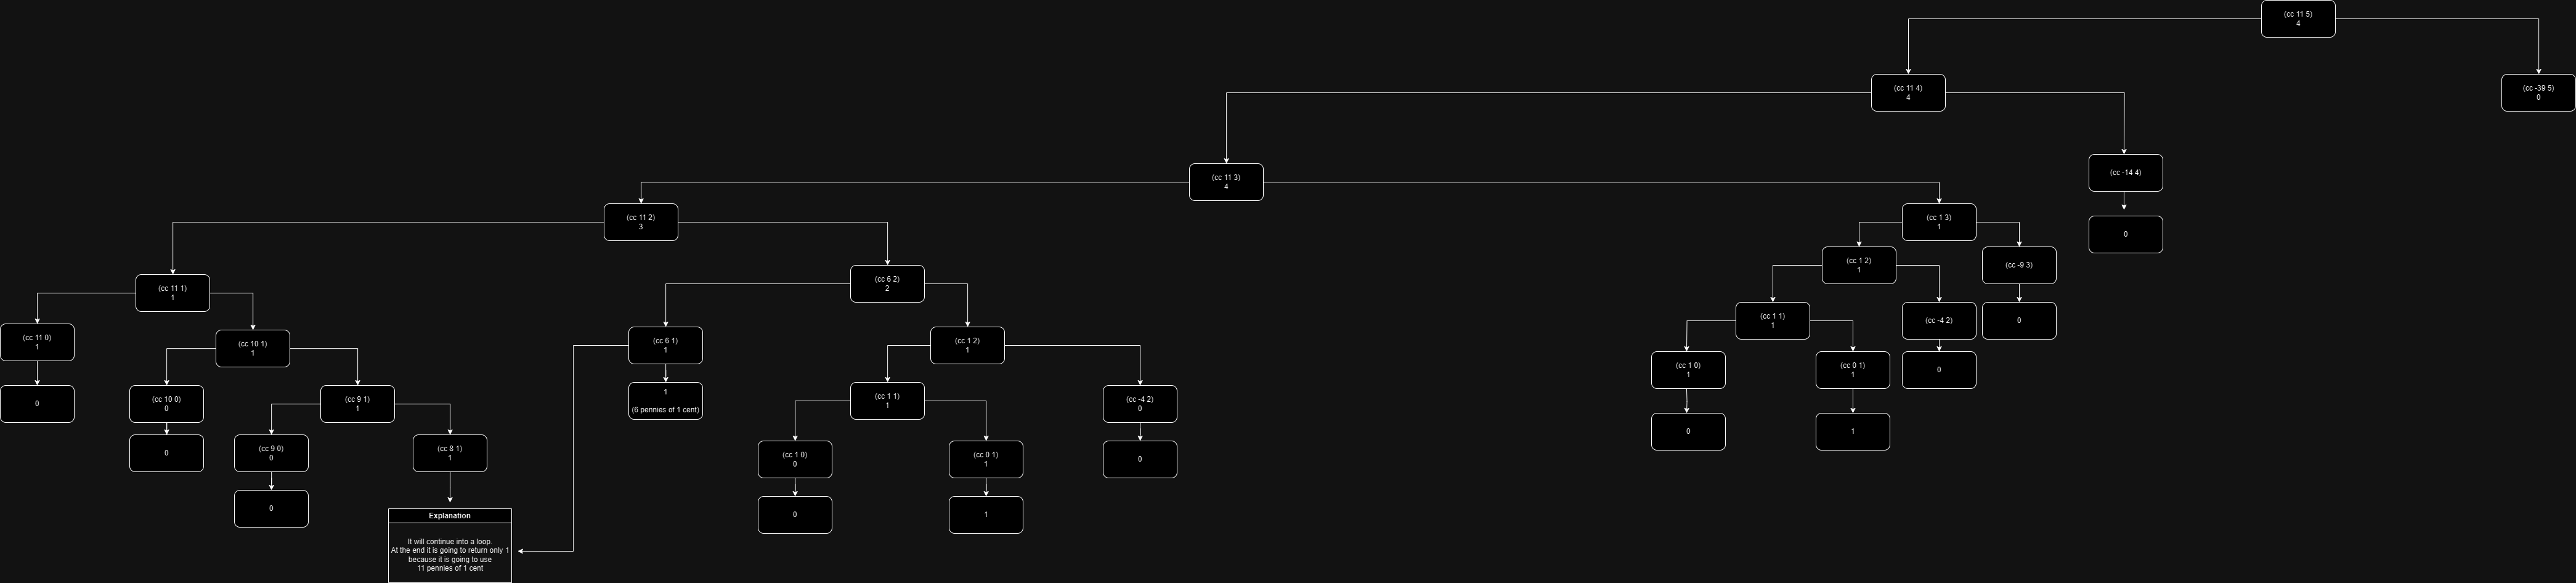 (cc 11 5)
4
(cc 11 4)
4
(cc -39 5)
0
(cc 11 3)
4
(cc -14 4)
0
(cc 11 2)
3
(cc 1 3)
1
(cc 1 2)
1
(cc -9 3)
0
(cc 11 1)
1
(cc 6 2)
2
(cc 1 1)
1
(cc -4 2)
0
(cc 11 0)
1
0
(cc 10 1)
1
(cc 6 1)
1
1
(6 pennies of 1 cent)
(cc 1 2)
1
(cc 1 0)
1
0
(cc 0 1)
1
1
(cc 10 0)
0
0
(cc 9 1)
1
(cc 1 1)
1
(cc -4 2)
0
0
(cc 9 0)
0
0
(cc 8 1)
1
(cc 1 0)
0
0
(cc 0 1)
1
1
Explanation
It will continue into a loop.
At the end it is going to return only 1
because it is going to use
11 pennies of 1 cent